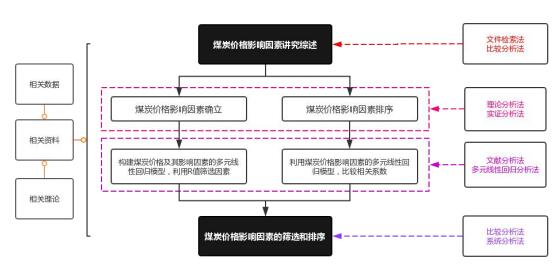 煤炭价格影响因素讲究综述
文件检索法
比较分析法
相关数据
煤炭价格影响因素确立
煤炭价格影响因素排序
理论分析法
实证分析法
相关资料
构建煤炭价格及其影响因素的多元线
性回归模型，利用R值筛选因素
利用煤炭价格影响因素的多元线性回
归模型，比较相关系数
文献分析法
多元线性回归分析法
相关理论
煤炭价格影响因素的筛选和排序
比较分析法
系统分析法